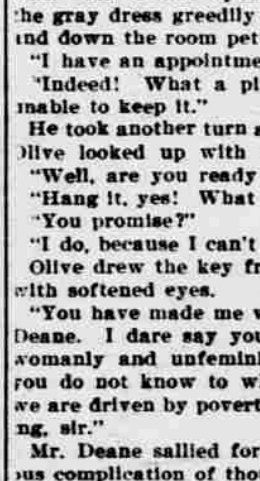 the gray dress greedily
and down the room pet
"I have an appointme
"Indeed! What a pl
unable to keep it."
He took another turn a
Olive looked up with
"Well, are you ready
"Hang it, yes! What
"You promise?"
"I do, because I can't
Olive drew the key fr
with softened eyes.
"You have made me v
Deane. I dare say you
womanly and unfemini
you do not know to w
we are driven by povert
ng, sir."
Mr. Deane sallied for
ous complication of tho